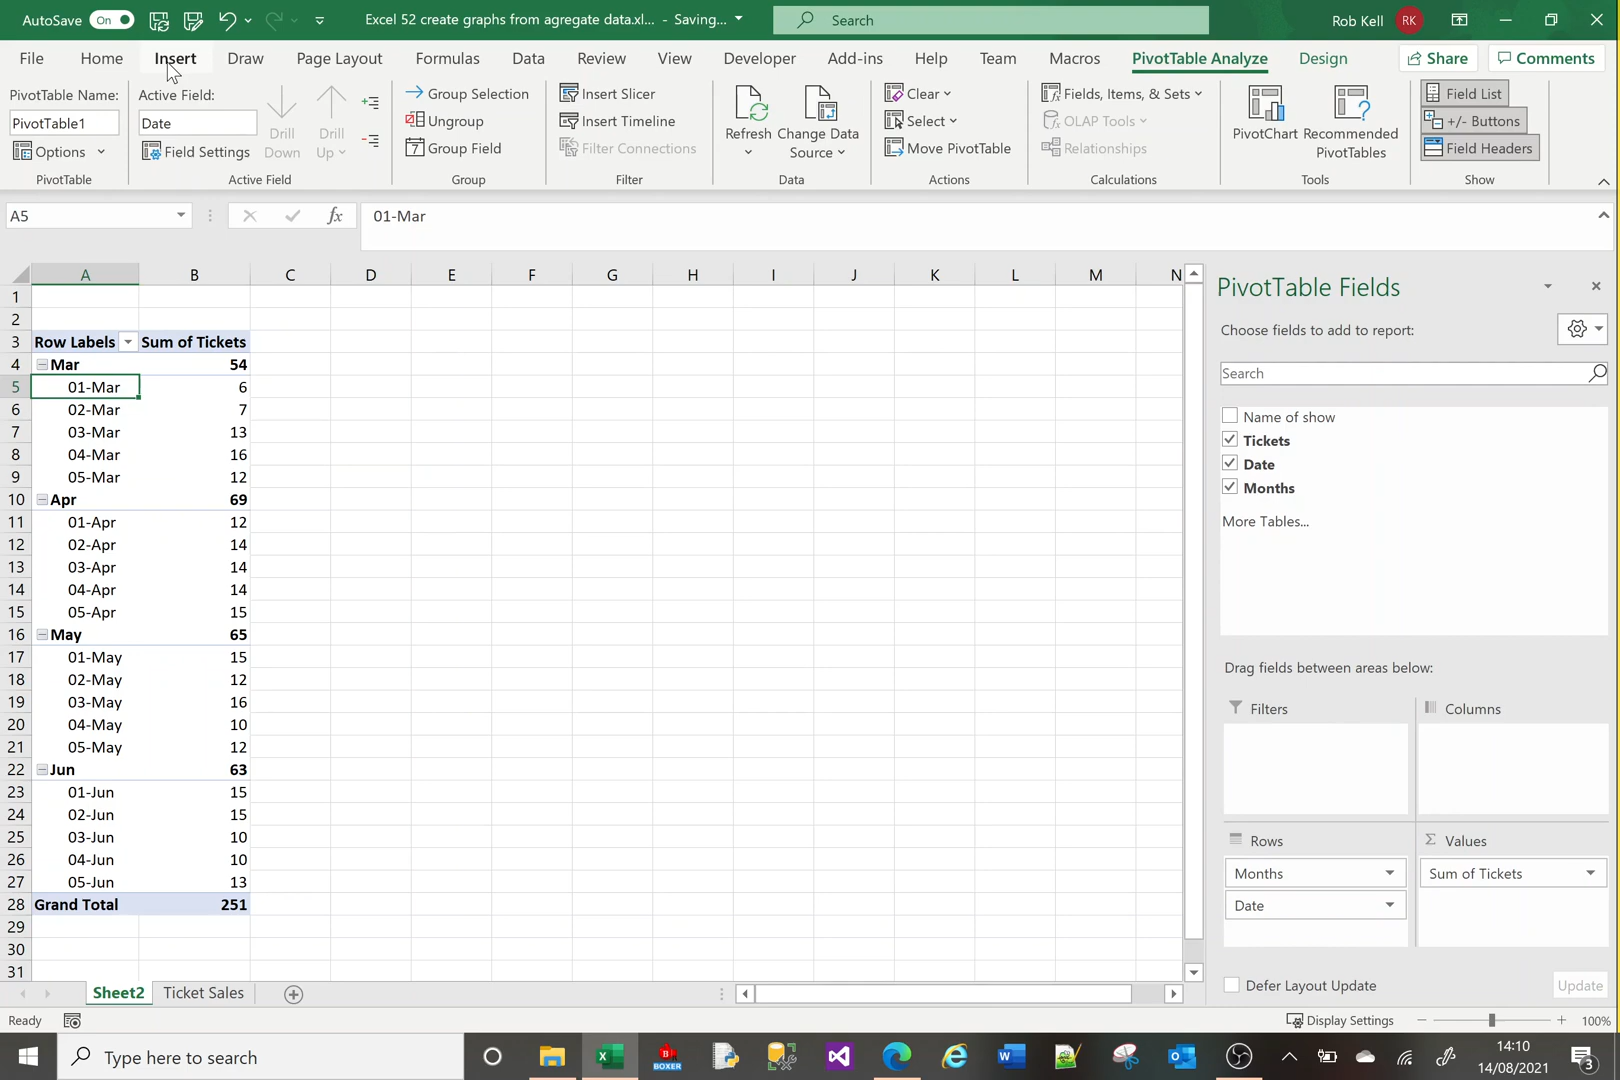 AutoSave On Excel 52 create graphs from agregate data.xl... - Saving... Search Rob Kell RK
File Home Insert Draw Page Layout Formulas Data Review View Developer Add-ins Help Team Macros PivotTable Analyze Design Share Comments
PivotTable Name: Active Field: Group Selection Insert Slicer Clear Fields, Items, & Sets Field List
PivotTable1 Date Ungroup Insert Timeline Select OLAP Tools +/- Buttons
Options Field Settings Drill Down Drill Up Group Field Filter Connections Refresh Change Data Source Move PivotTable Relationships PivotChart Recommended PivotTables Field Headers
PivotTable Active Field Group Filter Data Actions Calculations Tools Show
A5 fx 01-Mar
A B C D E F G H I J K L M N
1
2
3 Row Labels Sum of Tickets
4 Mar 54
5 01-Mar 6
6 02-Mar 7
7 03-Mar 13
8 04-Mar 16
9 05-Mar 12
10 Apr 69
11 01-Apr 12
12 02-Apr 14
13 03-Apr 14
14 04-Apr 14
15 05-Apr 15
16 May 65
17 01-May 15
18 02-May 12
19 03-May 16
20 04-May 10
21 05-May 12
22 Jun 63
23 01-Jun 15
24 02-Jun 15
25 03-Jun 10
26 04-Jun 10
27 05-Jun 13
28 Grand Total 251
29
30
31
PivotTable Fields
Choose fields to add to report:
Search
Name of show
Tickets
Date
Months
More Tables...
Drag fields between areas below:
Filters Columns
Rows Σ Values
Months Sum of Tickets
Date
Defer Layout Update Update
Sheet2 Ticket Sales
Ready Display Settings 100%
Type here to search
BOXER
14:10
14/08/2021
3